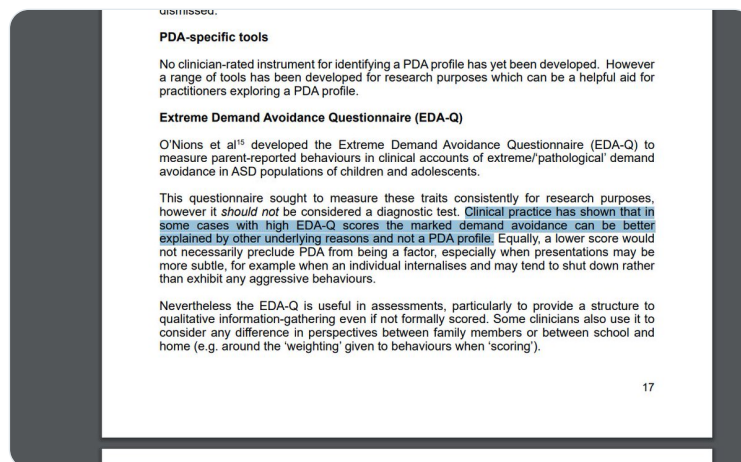 dismissed.
PDA-specific tools
No clinician-rated instrument for identifying a PDA profile has yet been developed. However
a range of tools has been developed for research purposes which can be a helpful aid for
practitioners exploring a PDA profile.
Extreme Demand Avoidance Questionnaire (EDA-Q)
O'Nions et al¹⁵ developed the Extreme Demand Avoidance Questionnaire (EDA-Q) to
measure parent-reported behaviours in clinical accounts of extreme/'pathological' demand
avoidance in ASD populations of children and adolescents.
This questionnaire sought to measure these traits consistently for research purposes,
however it should not be considered a diagnostic test. Clinical practice has shown that in
some cases with high EDA-Q scores the marked demand avoidance can be better
explained by other underlying reasons and not a PDA profile. Equally, a lower score would
not necessarily preclude PDA from being a factor, especially when presentations may be
more subtle, for example when an individual internalises and may tend to shut down rather
than exhibit any aggressive behaviours.
Nevertheless the EDA-Q is useful in assessments, particularly to provide a structure to
qualitative information-gathering even if not formally scored. Some clinicians also use it to
consider any difference in perspectives between family members or between school and
home (e.g. around the 'weighting' given to behaviours when 'scoring').
17